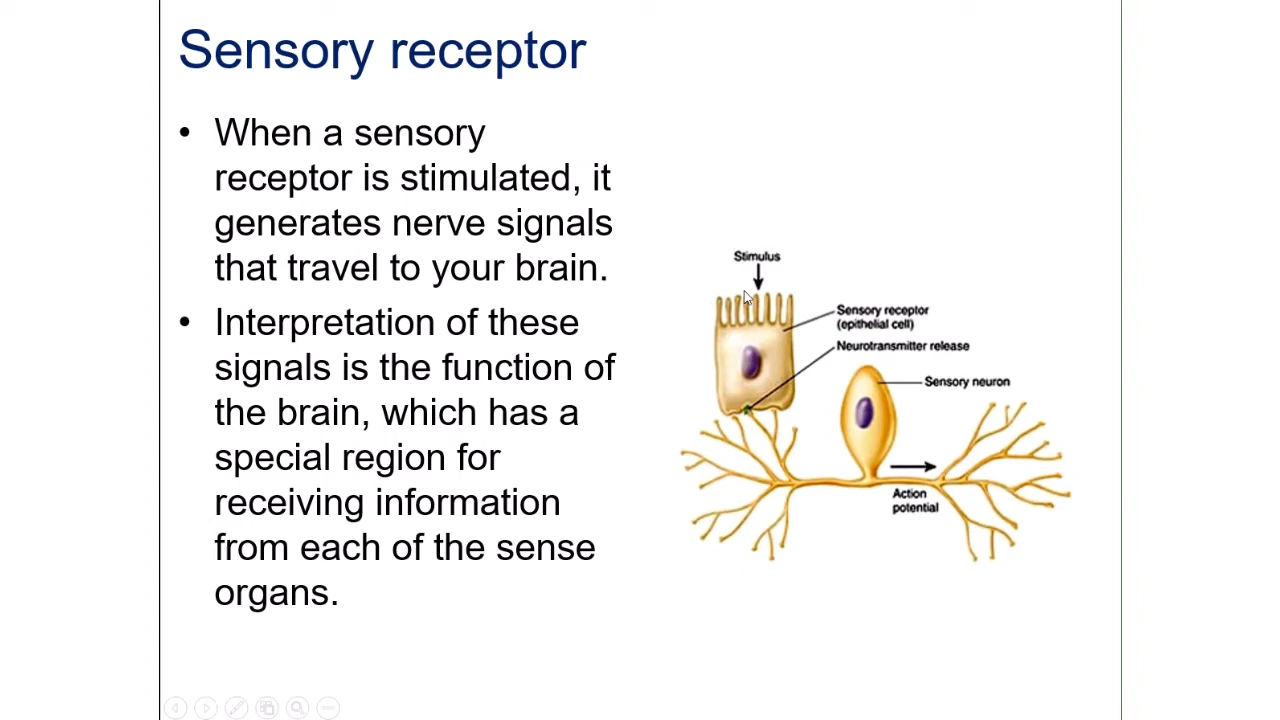 Sensory receptor
• When a sensory
receptor is stimulated, it
generates nerve signals
that travel to your brain.
• Interpretation of these
signals is the function of
the brain, which has a
special region for
receiving information
from each of the sense
organs.
Stimulus
Sensory receptor
(epithelial cell)
Neurotransmitter release
Sensory neuron
Action
potential